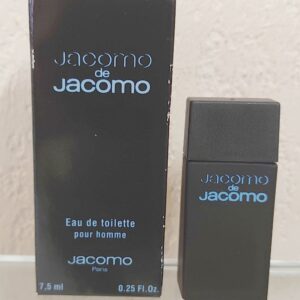 Jacomo
de
Jacomo
Eau de toilette
pour homme
Jacomo
Paris
7,5 ml 0.25 Fl.Oz.
Jacomo
de
Jacomo